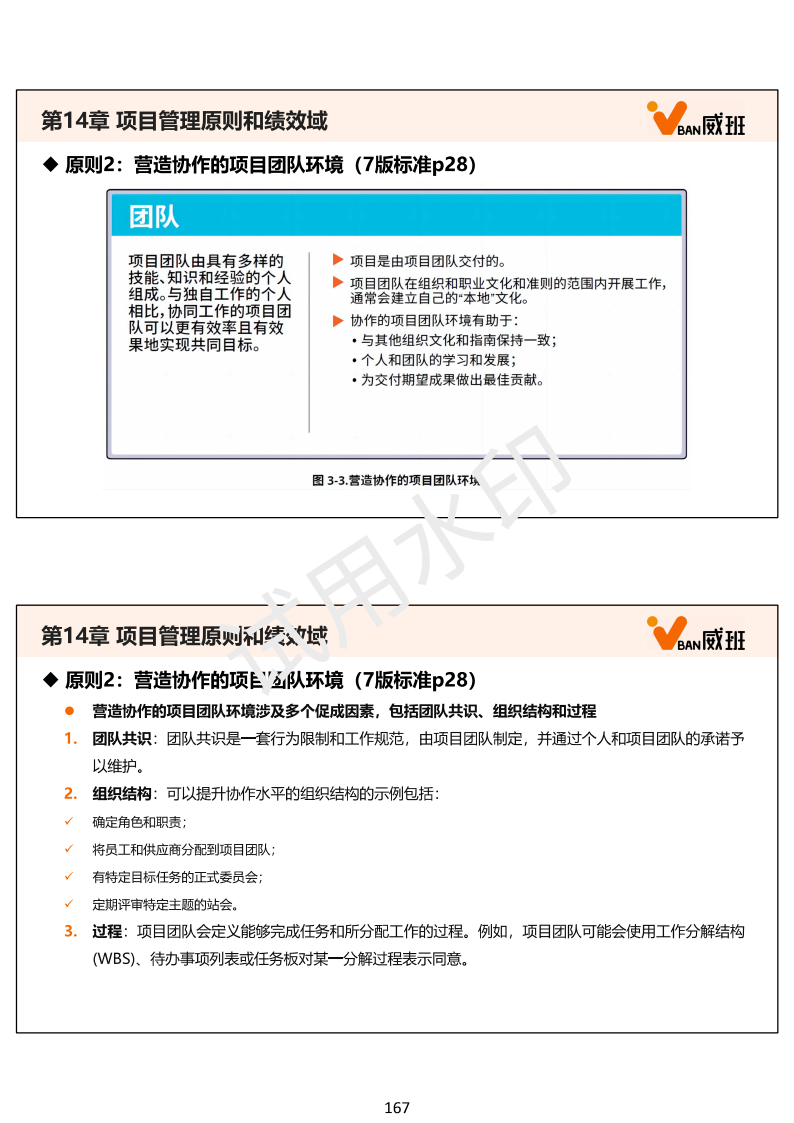 第14章 项目管理原则和绩效域
BAN威班
◆ 原则2：营造协作的项目团队环境（7版标准p28）
团队
项目团队由具有多样的
技能、知识和经验的个人
组成。与独自工作的个人
相比，协同工作的项目团
队可以更有效率且有效
果地实现共同目标。
项目是由项目团队交付的。
项目团队在组织和职业文化和准则的范围内开展工作，
通常会建立自己的“本地”文化。
协作的项目团队环境有助于：
• 与其他组织文化和指南保持一致；
• 个人和团队的学习和发展；
• 为交付期望成果做出最佳贡献。
图 3-3.营造协作的项目团队环境
试用水印
第14章 项目管理原则和绩效域
BAN威班
◆ 原则2：营造协作的项目团队环境（7版标准p28）
● 营造协作的项目团队环境涉及多个促成因素，包括团队共识、组织结构和过程
1. 团队共识：团队共识是一套行为限制和工作规范，由项目团队制定，并通过个人和项目团队的承诺予
以维护。
2. 组织结构：可以提升协作水平的组织结构的示例包括：
✓ 确定角色和职责；
✓ 将员工和供应商分配到项目团队；
✓ 有特定目标任务的正式委员会；
✓ 定期评审特定主题的站会。
3. 过程：项目团队会定义能够完成任务和所分配工作的过程。例如，项目团队可能会使用工作分解结构
(WBS)、待办事项列表或任务板对某一分解过程表示同意。
167